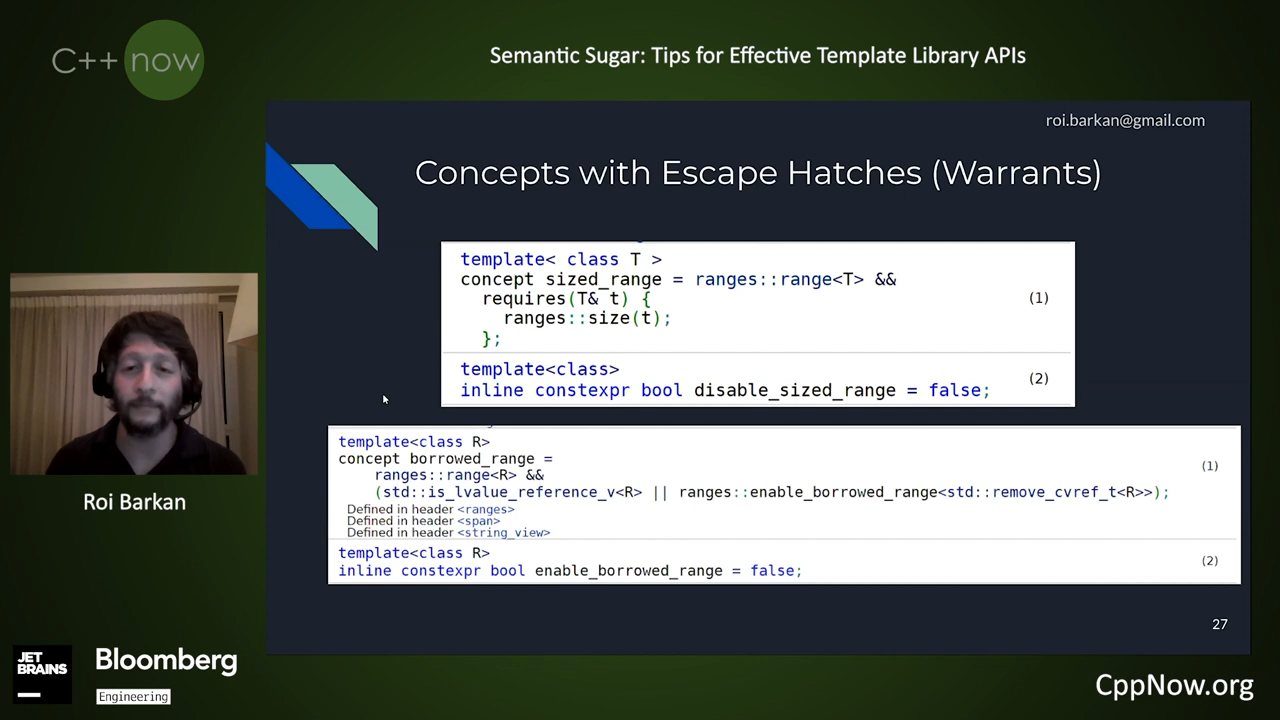 C++ now
Semantic Sugar: Tips for Effective Template Library APIs
roi.barkan@gmail.com
Concepts with Escape Hatches (Warrants)
template< class T >
concept sized_range = ranges::range<T> &&
requires(T& t) {
ranges::size(t);
};
(1)
template<class>
inline constexpr bool disable_sized_range = false;
(2)
template<class R>
concept borrowed_range =
ranges::range<R> &&
(std::is_lvalue_reference_v<R> || ranges::enable_borrowed_range<std::remove_cvref_t<R>>);
(1)
Defined in header <ranges>
Defined in header <span>
Defined in header <string_view>
template<class R>
inline constexpr bool enable_borrowed_range = false;
(2)
27
Roi Barkan
JET
BRAINS
Bloomberg
Engineering
CppNow.org